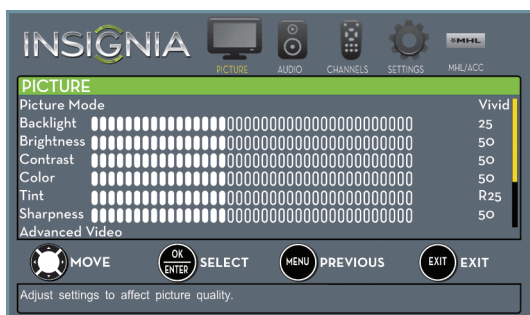 INSIGNIA
MHL
PICTURE AUDIO CHANNELS SETTINGS MHL/ACC
PICTURE
Picture Mode Vivid
Backlight 25
Brightness 50
Contrast 50
Color 50
Tint R25
Sharpness 50
Advanced Video
MOVE OK ENTER SELECT MENU PREVIOUS EXIT EXIT
Adjust settings to affect picture quality.